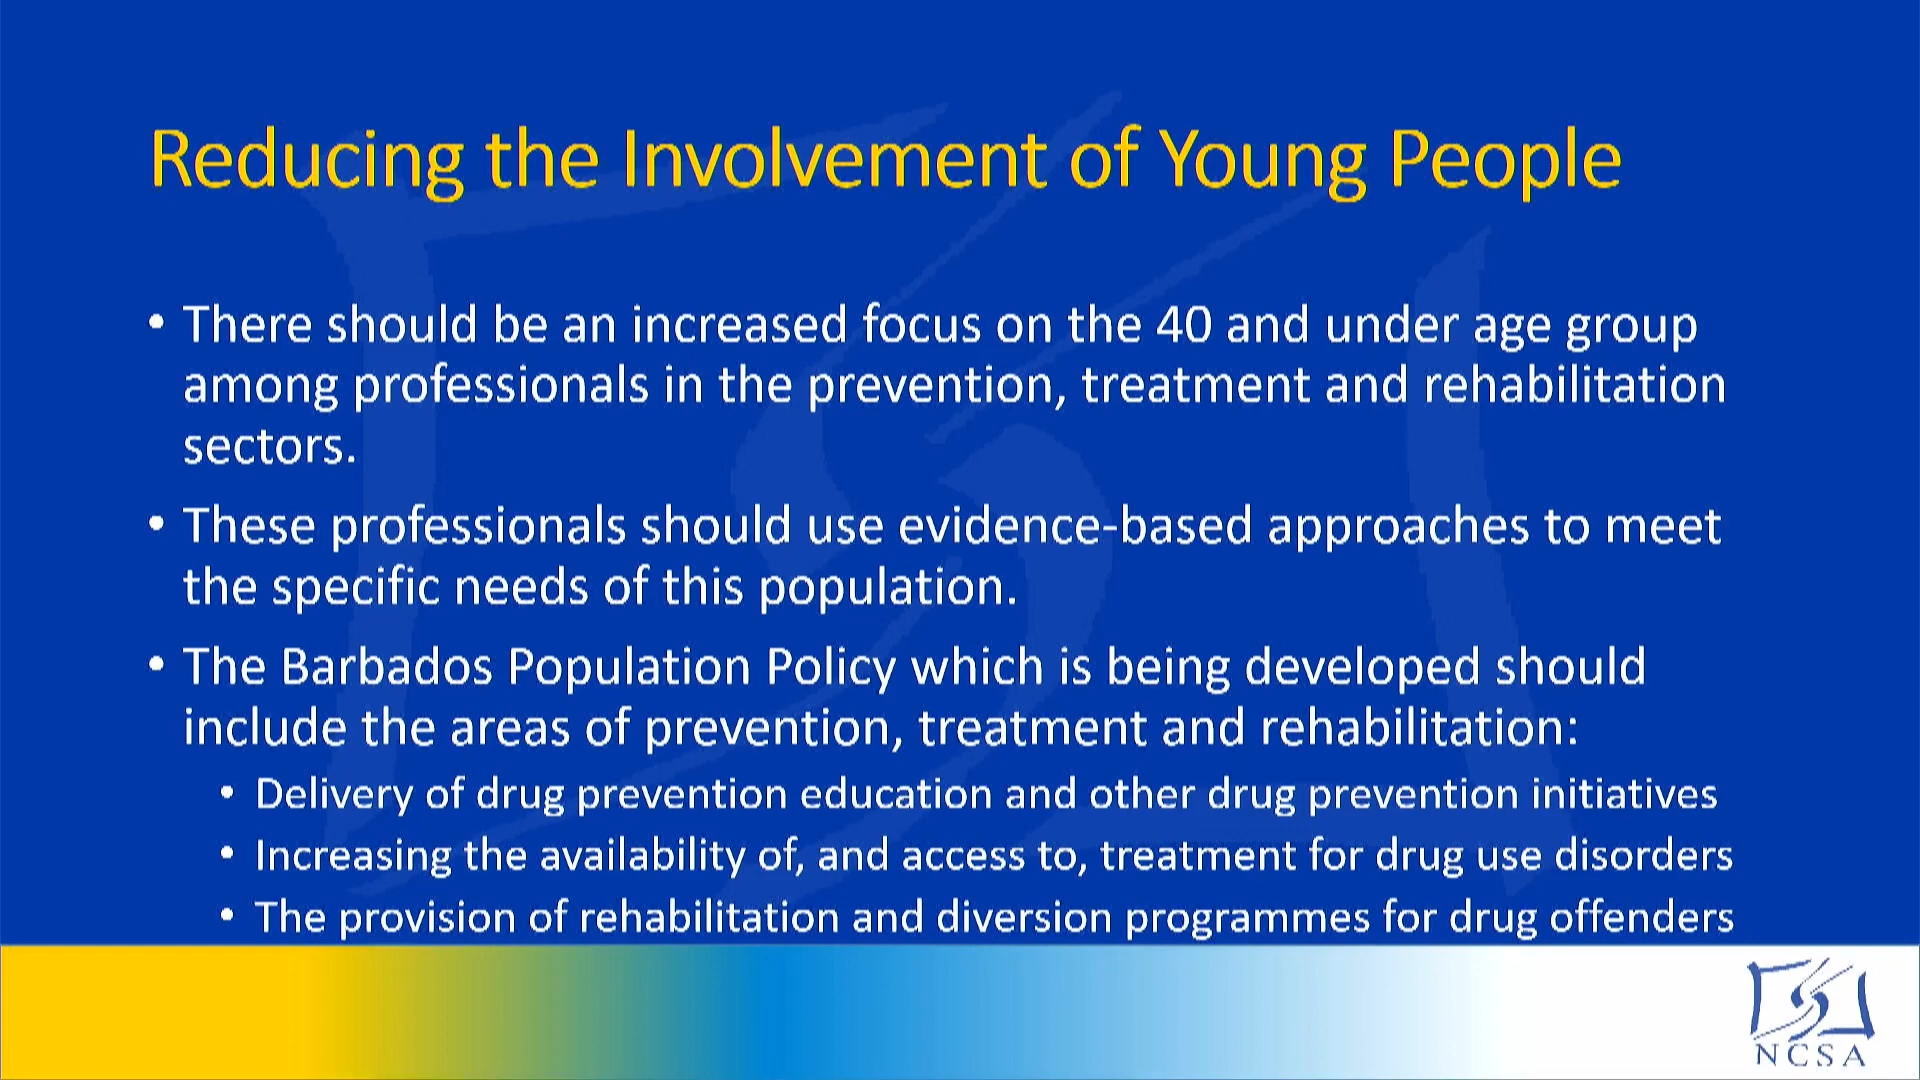 Reducing the Involvement of Young People
• There should be an increased focus on the 40 and under age group
among professionals in the prevention, treatment and rehabilitation
sectors.
• These professionals should use evidence-based approaches to meet
the specific needs of this population.
• The Barbados Population Policy which is being developed should
include the areas of prevention, treatment and rehabilitation:
• Delivery of drug prevention education and other drug prevention initiatives
• Increasing the availability of, and access to, treatment for drug use disorders
• The provision of rehabilitation and diversion programmes for drug offenders
NCSA